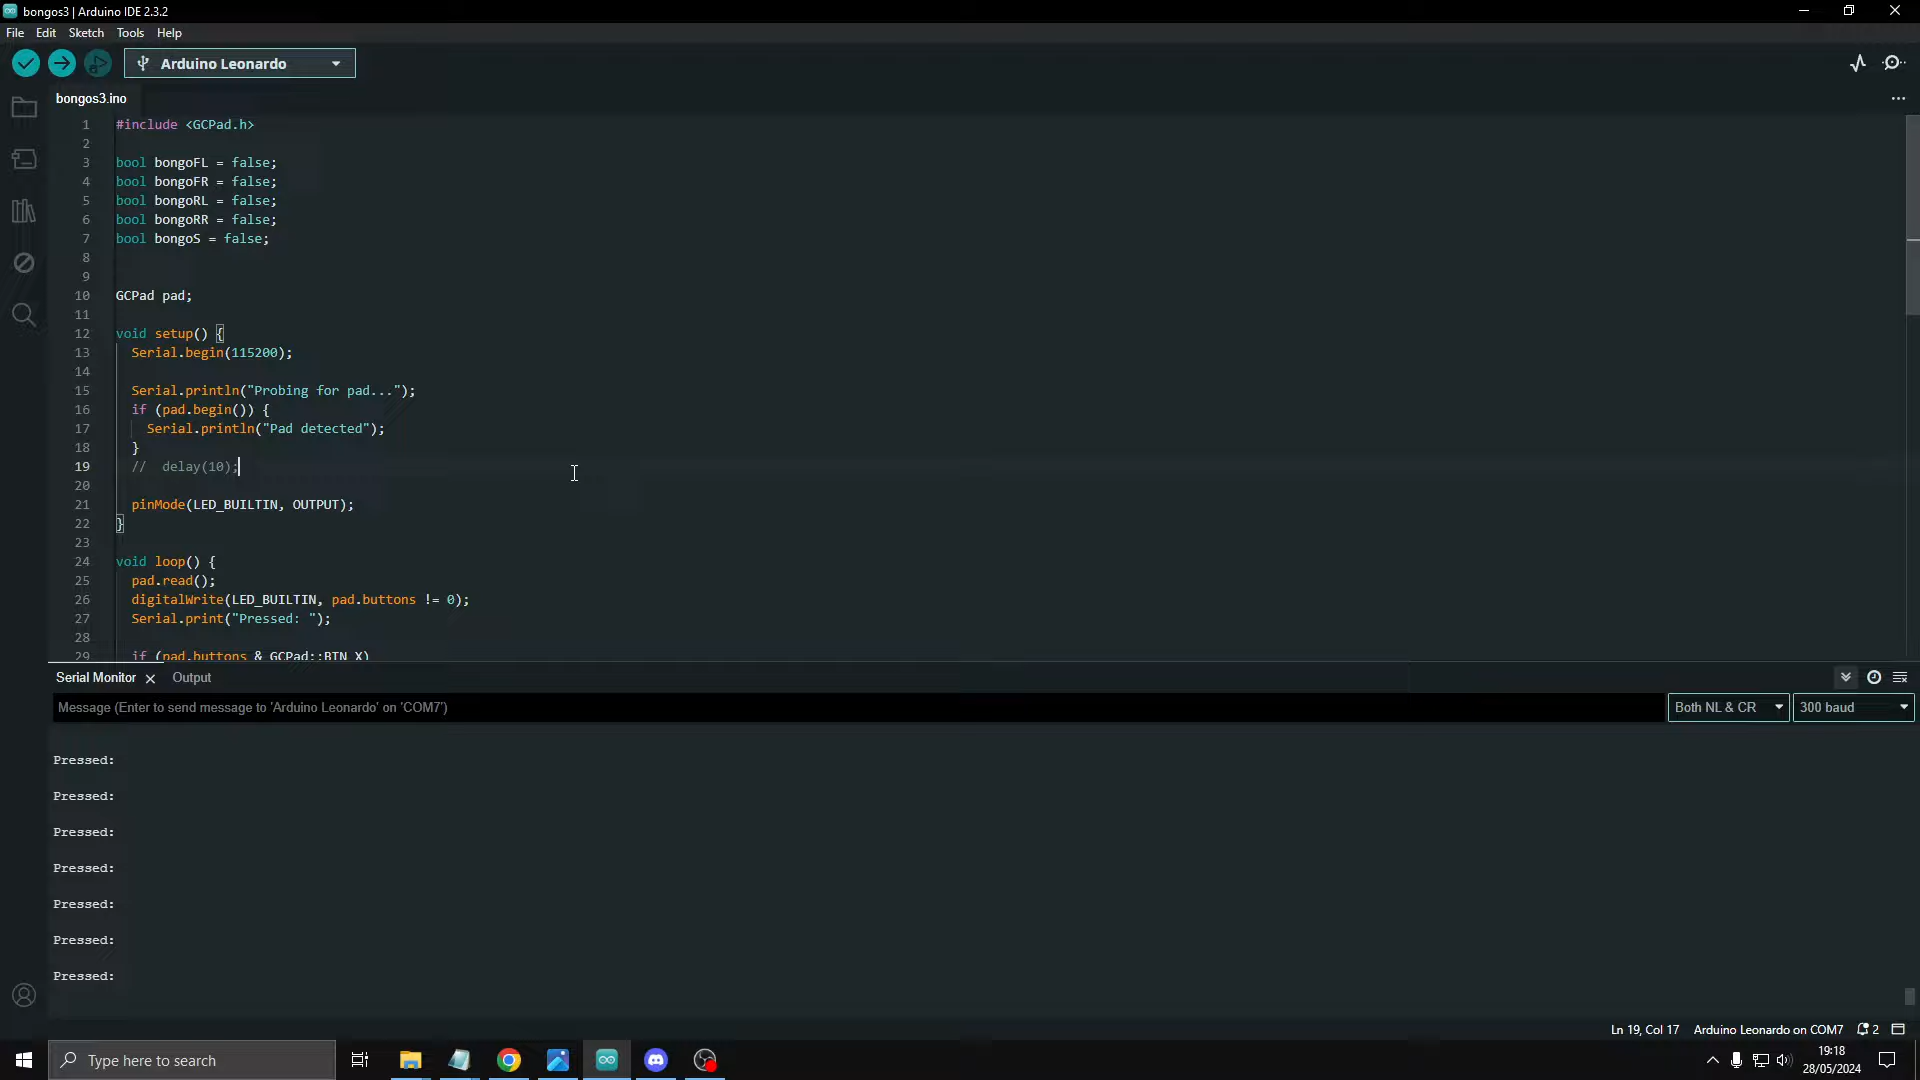 bongos3 | Arduino IDE 2.3.2
File Edit Sketch Tools Help
Arduino Leonardo
bongos3.ino
1 #include <GCPad.h>
2
3 bool bongoFL = false;
4 bool bongoFR = false;
5 bool bongoRL = false;
6 bool bongoRR = false;
7 bool bongoS = false;
8
9
10 GCPad pad;
11
12 void setup() {
13 Serial.begin(115200);
14
15 Serial.println("Probing for pad...");
16 if (pad.begin()) {
17 Serial.println("Pad detected");
18 }
19 // delay(10);
20
21 pinMode(LED_BUILTIN, OUTPUT);
22 }
23
24 void loop() {
25 pad.read();
26 digitalWrite(LED_BUILTIN, pad.buttons != 0);
27 Serial.print("Pressed: ");
28
29 if (pad.buttons & GCPad::BTN_X)
Serial Monitor Output
Message (Enter to send message to 'Arduino Leonardo' on 'COM7') Both NL & CR 300 baud
Pressed:
Pressed:
Pressed:
Pressed:
Pressed:
Pressed:
Pressed:
Ln 19, Col 17 Arduino Leonardo on COM7 2
Type here to search
19:18
28/05/2024